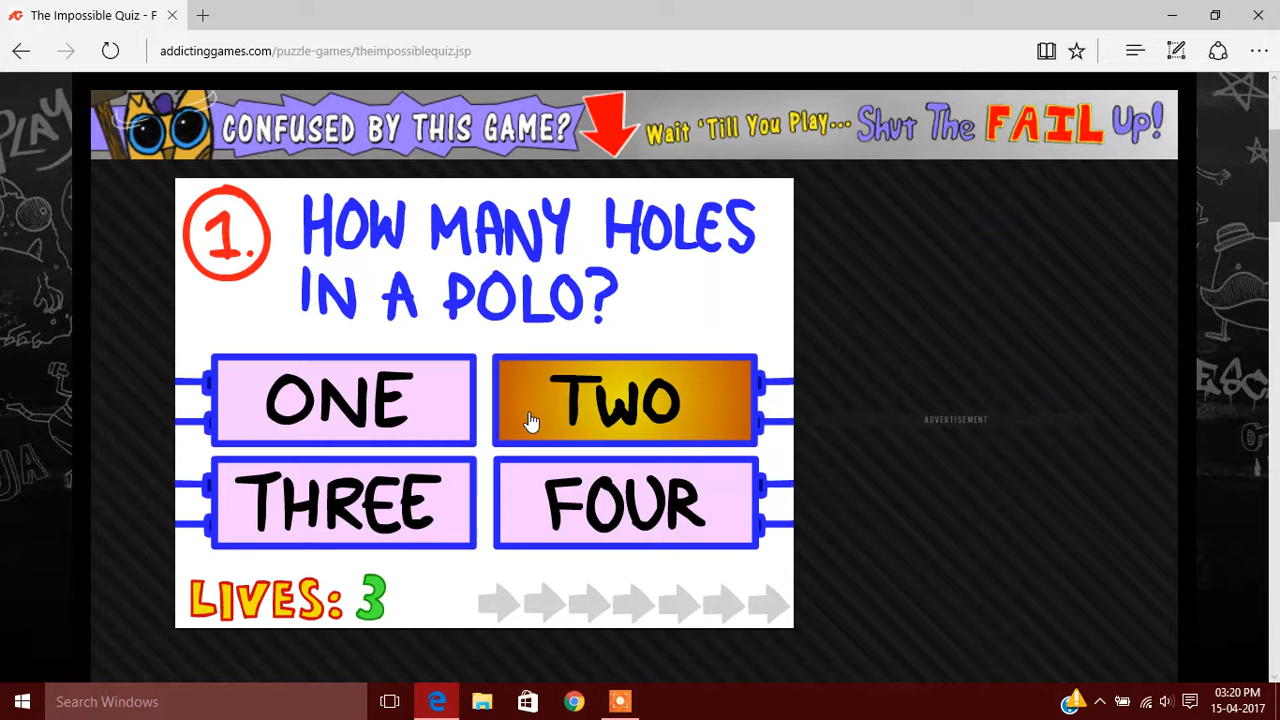 The Impossible Quiz - F
addictinggames.com/puzzle-games/theimpossiblequiz.jsp
CONFUSED BY THIS GAME? Wait 'Till You Play... Shut The FAIL Up!
1. HOW MANY HOLES
IN A POLO?
ONE TWO
THREE FOUR
LIVES: 3
ADVERTISEMENT
Search Windows
03:20 PM
15-04-2017